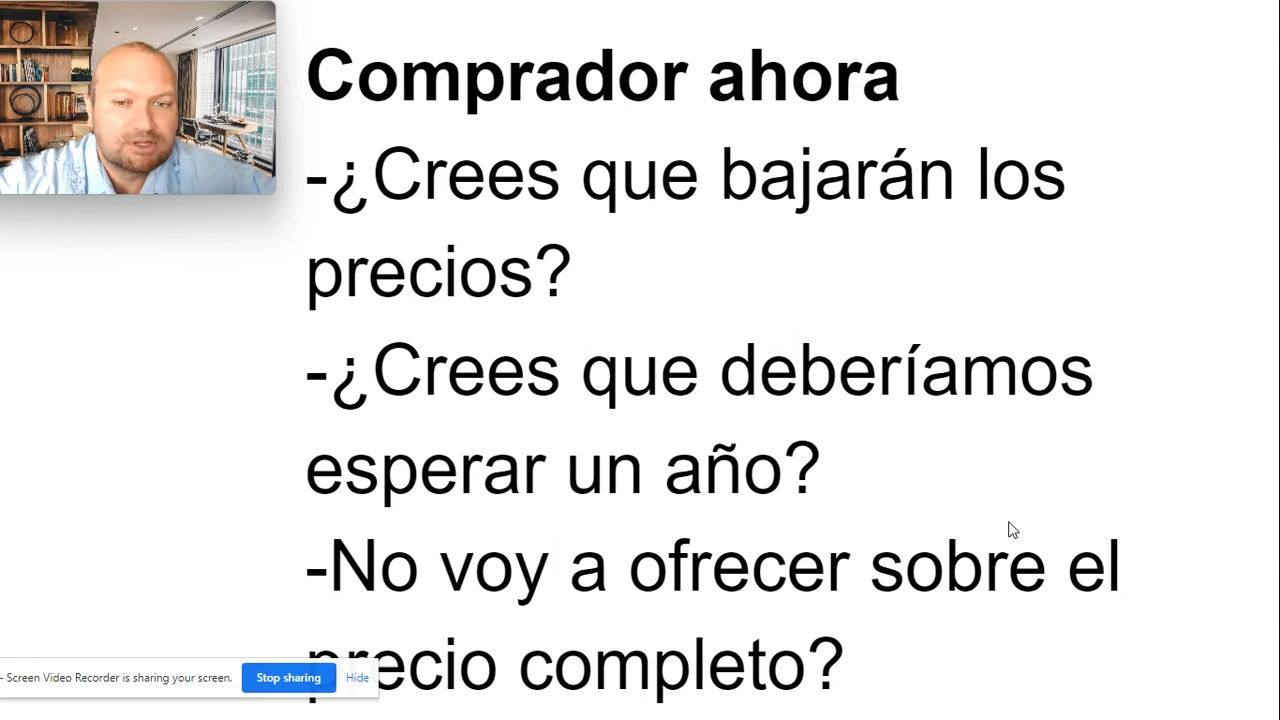 Comprador ahora
-¿Crees que bajarán los
precios?
-¿Crees que deberíamos
esperar un año?
-No voy a ofrecer sobre el
precio completo?
- Screen Video Recorder is sharing your screen. Stop sharing Hide